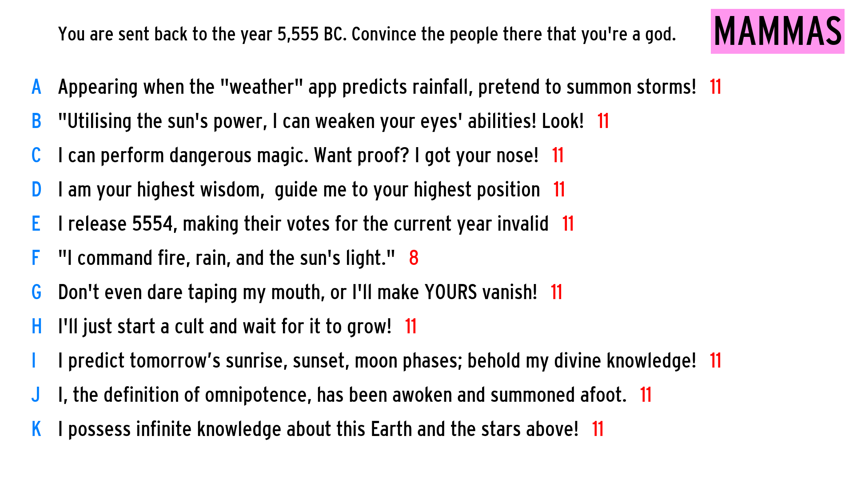 You are sent back to the year 5,555 BC. Convince the people there that you're a god.
MAMMAS
A Appearing when the "weather" app predicts rainfall, pretend to summon storms! 11
B "Utilising the sun's power, I can weaken your eyes' abilities! Look! 11
C I can perform dangerous magic. Want proof? I got your nose! 11
D I am your highest wisdom,  guide me to your highest position 11
E I release 5554, making their votes for the current year invalid 11
F "I command fire, rain, and the sun's light." 8
G Don't even dare taping my mouth, or I'll make YOURS vanish! 11
H I'll just start a cult and wait for it to grow! 11
I I predict tomorrow’s sunrise, sunset, moon phases; behold my divine knowledge! 11
J I, the definition of omnipotence, has been awoken and summoned afoot. 11
K I possess infinite knowledge about this Earth and the stars above! 11